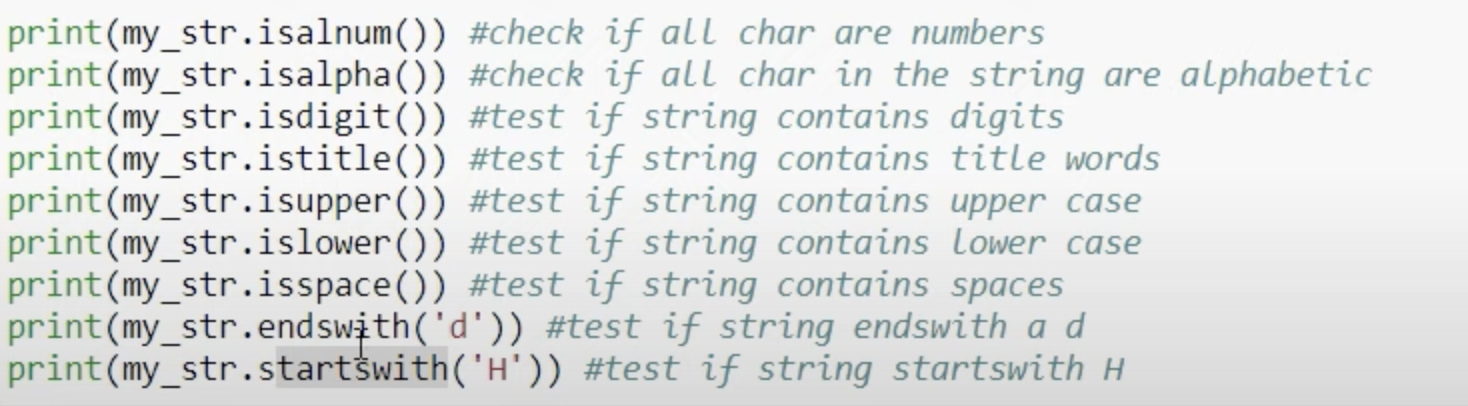 print(my_str.isalnum()) #check if all char are numbers
print(my_str.isalpha()) #check if all char in the string are alphabetic
print(my_str.isdigit()) #test if string contains digits
print(my_str.istitle()) #test if string contains title words
print(my_str.isupper()) #test if string contains upper case
print(my_str.islower()) #test if string contains lower case
print(my_str.isspace()) #test if string contains spaces
print(my_str.endswith('d')) #test if string endswith a d
print(my_str.startswith('H')) #test if string startswith H